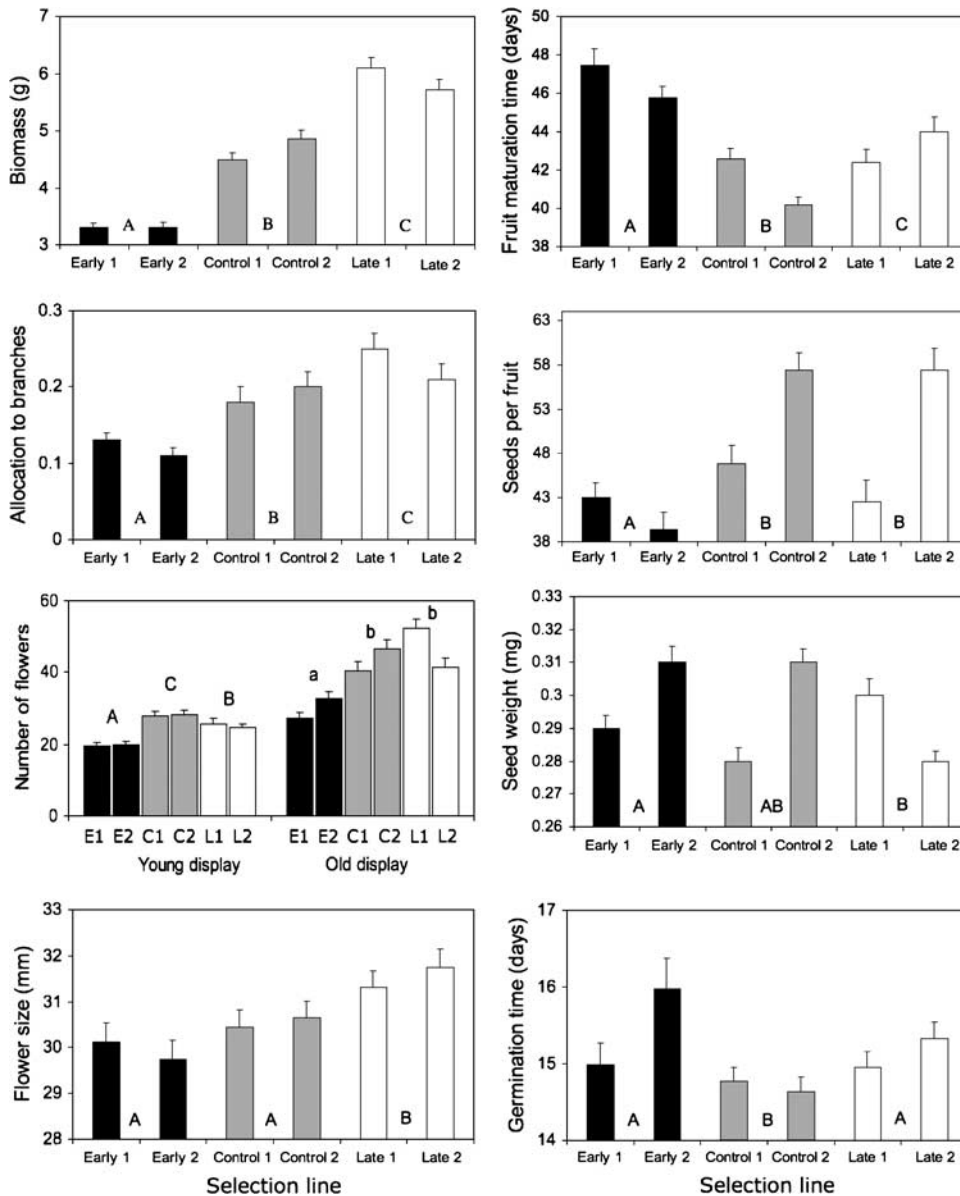 Biomass (g)
6
5
4
3
A
B
C
Early 1 Early 2 Control 1 Control 2 Late 1 Late 2
Fruit maturation time (days)
50
48
46
44
42
40
38
A
B
C
Early 1 Early 2 Control 1 Control 2 Late 1 Late 2
Allocation to branches
0.3
0.2
0.1
0
A
B
C
Early 1 Early 2 Control 1 Control 2 Late 1 Late 2
Seeds per fruit
63
58
53
48
43
38
A
B
B
Early 1 Early 2 Control 1 Control 2 Late 1 Late 2
Number of flowers
60
40
20
0
A
C
B
a
b
b
E1 E2 C1 C2 L1 L2 E1 E2 C1 C2 L1 L2
Young display Old display
Seed weight (mg)
0.33
0.32
0.31
0.3
0.29
0.28
0.27
0.26
A
AB
B
Early 1 Early 2 Control 1 Control 2 Late 1 Late 2
Flower size (mm)
33
32
31
30
29
28
A
A
B
Early 1 Early 2 Control 1 Control 2 Late 1 Late 2
Selection line
Germination time (days)
17
16
15
14
A
B
A
Early 1 Early 2 Control 1 Control 2 Late 1 Late 2
Selection line